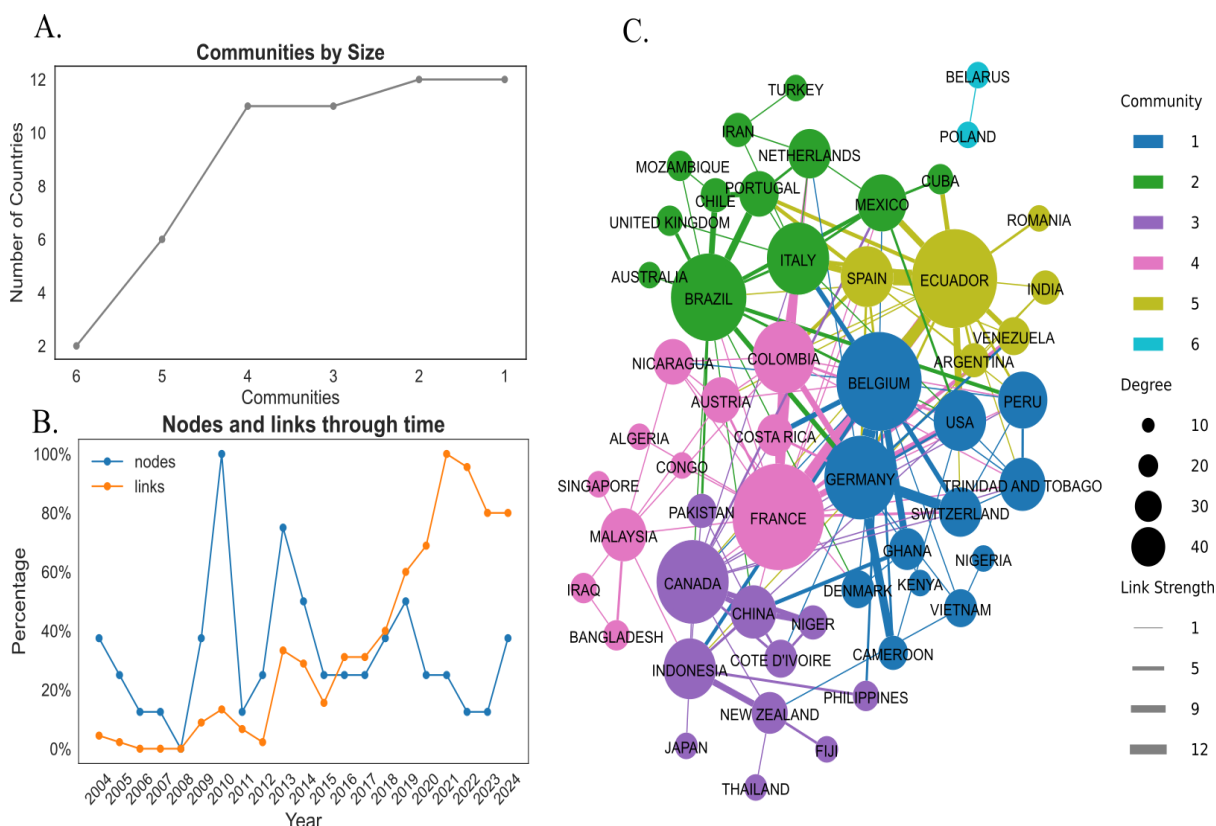 A.
Communities by Size
Number of Countries
12
10
8
6
4
2
6 5 4 3 2 1
Communities
B.
Nodes and links through time
nodes
links
Percentage
100%
80%
60%
40%
20%
0%
2004 2005 2006 2007 2008 2009 2010 2011 2012 2013 2014 2015 2016 2017 2018 2019 2020 2021 2022 2023 2024
Year
C.
BELARUS
TURKEY
POLAND
IRAN
NETHERLANDS
MOZAMBIQUE
PORTUGAL
CUBA
CHILE
MEXICO
UNITED KINGDOM
ROMANIA
ITALY
AUSTRALIA
SPAIN
ECUADOR
INDIA
BRAZIL
VENEZUELA
NICARAGUA
COLOMBIA
ARGENTINA
BELGIUM
AUSTRIA
PERU
USA
ALGERIA
COSTA RICA
CONGO
GERMANY
SINGAPORE
TRINIDAD AND TOBAGO
PAKISTAN
FRANCE
SWITZERLAND
MALAYSIA
GHANA
NIGERIA
CANADA
KENYA
IRAQ
DENMARK
CHINA
VIETNAM
NIGER
BANGLADESH
CAMEROON
COTE D'IVOIRE
INDONESIA
PHILIPPINES
NEW ZEALAND
JAPAN
FIJI
THAILAND
Community
1
2
3
4
5
6
Degree
10
20
30
40
Link Strength
1
5
9
12